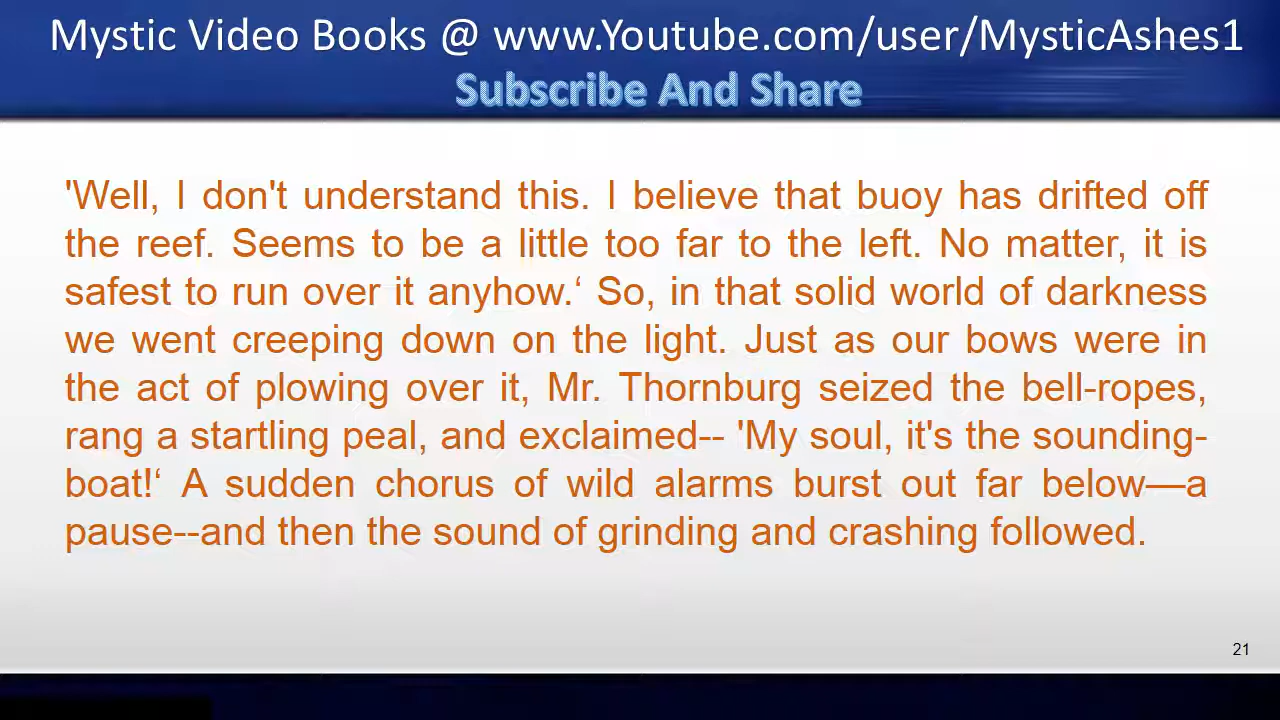 Mystic Video Books @ www.Youtube.com/user/MysticAshes1
Subscribe And Share
'Well, I don't understand this. I believe that buoy has drifted off
the reef. Seems to be a little too far to the left. No matter, it is
safest to run over it anyhow.‘ So, in that solid world of darkness
we went creeping down on the light. Just as our bows were in
the act of plowing over it, Mr. Thornburg seized the bell-ropes,
rang a startling peal, and exclaimed-- 'My soul, it's the sounding-
boat!‘ A sudden chorus of wild alarms burst out far below—a
pause--and then the sound of grinding and crashing followed.
21